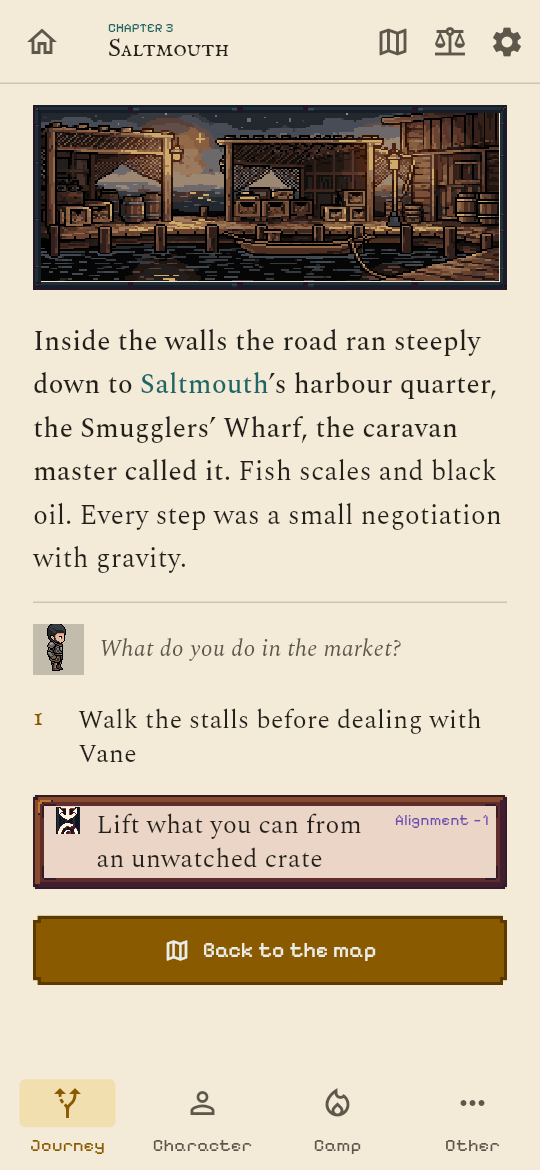 CHAPTER 3
Saltmouth
Inside the walls the road ran steeply
down to Saltmouth’s harbour quarter,
the Smugglers’ Wharf, the caravan
master called it. Fish scales and black
oil. Every step was a small negotiation
with gravity.
What do you do in the market?
1 Walk the stalls before dealing with
Vane
Lift what you can from Alignment -1
an unwatched crate
Back to the map
Journey Character Camp Other